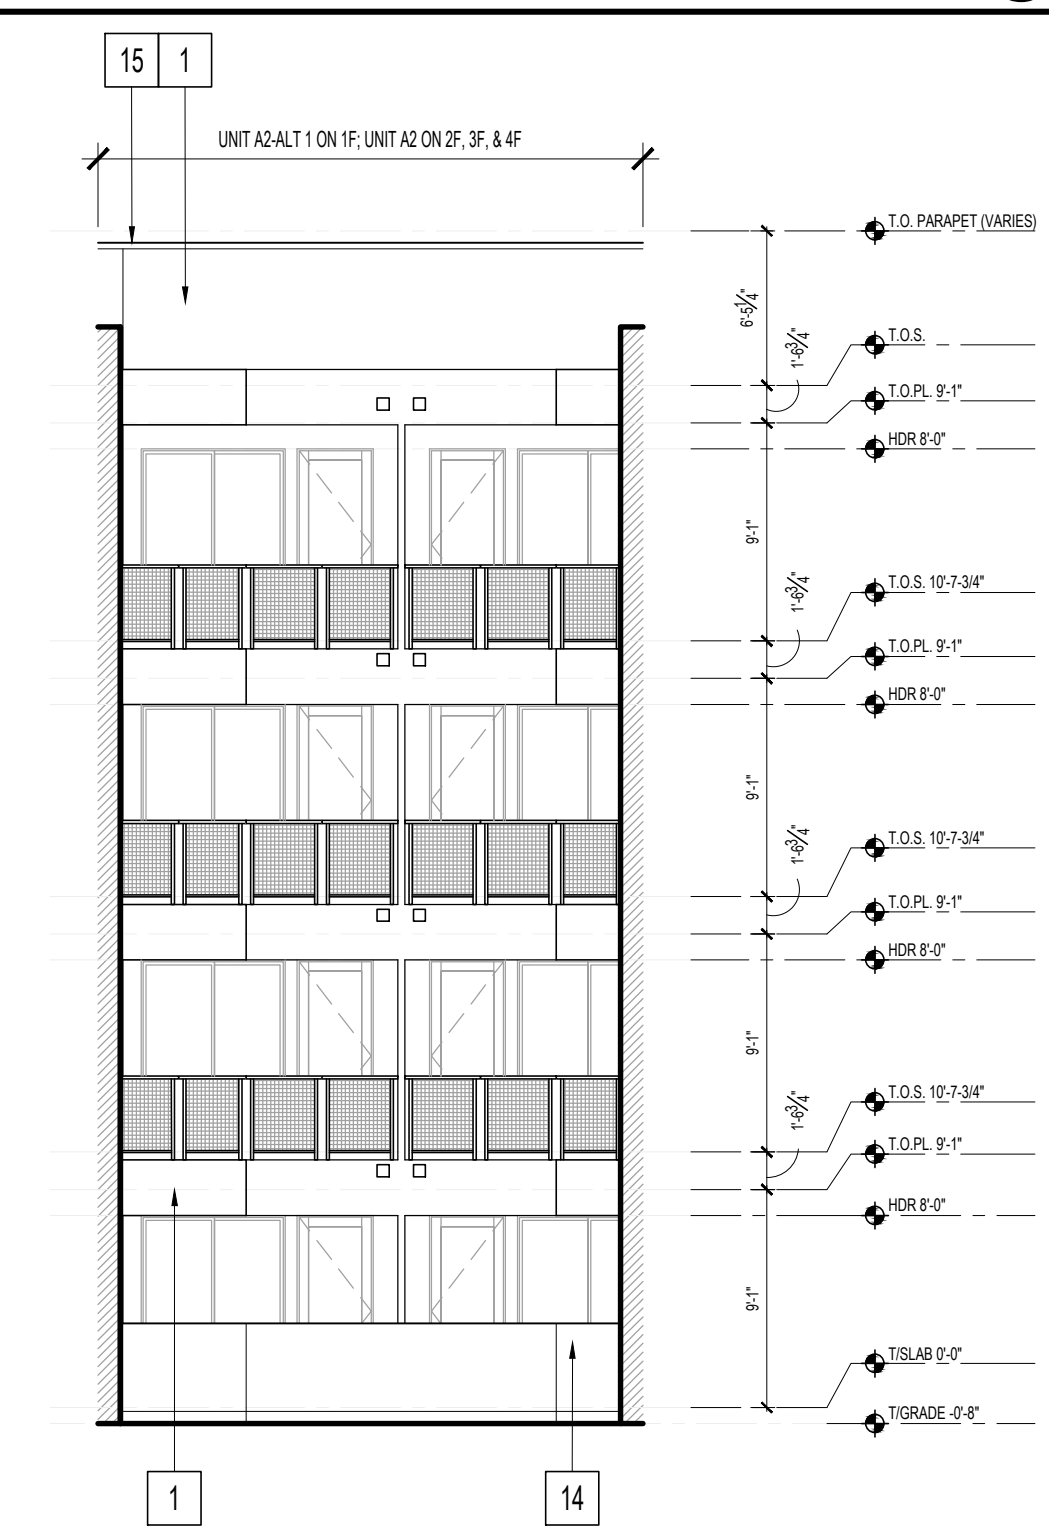 15 1
UNIT A2-ALT 1 ON 1F; UNIT A2 ON 2F, 3F, & 4F
T.O. PARAPET (VARIES)
6'-5 1/4"
T.O.S.
1'-6 3/4"
T.O.PL. 9'-1"
HDR 8'-0"
9'-1"
T.O.S. 10'-7-3/4"
1'-6 3/4"
T.O.PL. 9'-1"
HDR 8'-0"
9'-1"
T.O.S. 10'-7-3/4"
1'-6 3/4"
T.O.PL. 9'-1"
HDR 8'-0"
9'-1"
T.O.S. 10'-7-3/4"
1'-6 3/4"
T.O.PL. 9'-1"
HDR 8'-0"
9'-1"
T/SLAB 0'-0"
T/GRADE -0'-8"
1
14